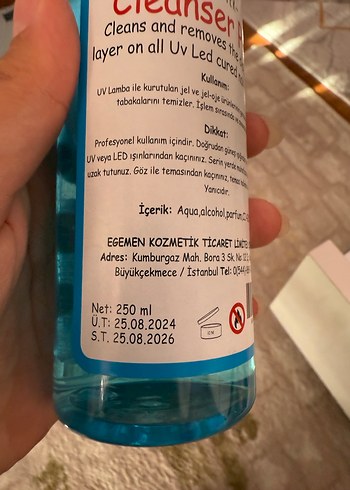 Cleanser
Cleans and removes the
layer on all Uv Led cured
Kullanım:
UV Lamba ile kurutulan jel ve jel-oje
tabakalarını temizler. İşlem
Dikkat:
Profesyonel kullanım içindir. Doğrudan güneş
UV veya LED ışınlarından kaçınınız. Serin
uzak tutunuz. Göz ile temasından kaçınınız,
Yanıcıdır.
İçerik: Aqua,alcohol,parfum
EGEMEN KOZMETİK TİCARET
Adres: Kumburgaz Mah. Bora 3 Sk. No
Büyükçekmece / İstanbul Tel:
Net: 250 ml
Ü.T: 25.08.2024
S.T. 25.08.2026